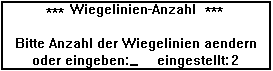 *** Wiegelinien-Anzahl ***
Bitte Anzahl der Wiegelinien aendern
oder eingeben:_ eingestellt: 2